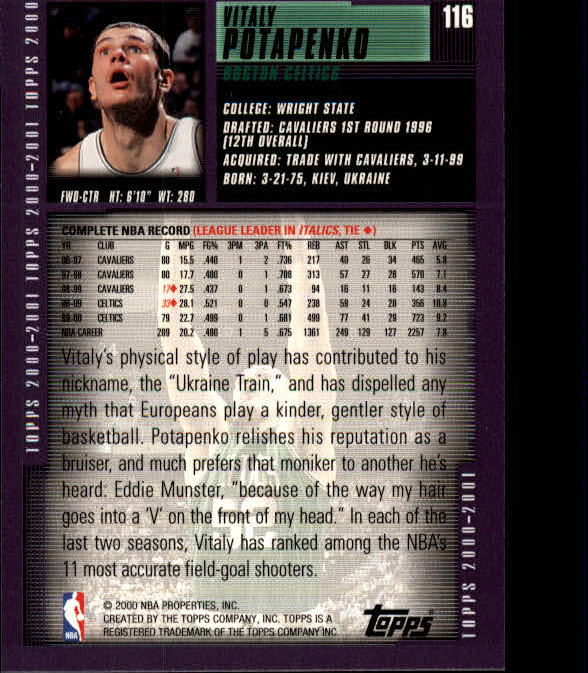 TOPPS 2000-2001 TOPPS 2000-2001 TOPPS 2000
116
VITALY
POTAPENKO
BOSTON CELTICS
COLLEGE: WRIGHT STATE
DRAFTED: CAVALIERS 1ST ROUND 1996
(12TH OVERALL)
ACQUIRED: TRADE WITH CAVALIERS, 3-11-99
BORN: 3-21-75, KIEV, UKRAINE
FWD-CTR HT: 6'10" WT: 280
COMPLETE NBA RECORD (LEAGUE LEADER IN ITALICS, TIE ◆)
YR CLUB G MPG FG% 3PM 3PA FT% REB AST STL BLK PTS AVG
96-97 CAVALIERS 80 15.5 .440 1 2 .736 217 40 26 34 465 5.8
97-98 CAVALIERS 80 17.7 .480 0 1 .708 313 57 27 28 570 7.1
98-99 CAVALIERS 17◆ 27.5 .437 0 1 .673 94 16 11 16 143 8.4
98-99 CELTICS 33◆ 28.1 .521 0 0 .547 238 59 24 20 356 10.8
99-00 CELTICS 79 22.7 .499 0 1 .681 499 77 41 29 723 9.2
NBA CAREER 289 20.2 .480 1 5 .675 1361 249 129 127 2257 7.8
Vitaly's physical style of play has contributed to his
nickname, the "Ukraine Train," and has dispelled any
myth that Europeans play a kinder, gentler style of
basketball. Potapenko relishes his reputation as a
bruiser, and much prefers that moniker to another he's
heard: Eddie Munster, "because of the way my hair
goes into a 'V' on the front of my head." In each of the
last two seasons, Vitaly has ranked among the NBA's
11 most accurate field-goal shooters.
TOPPS 2000-2001
NBA
© 2000 NBA PROPERTIES, INC.
CREATED BY THE TOPPS COMPANY, INC. TOPPS IS A
REGISTERED TRADEMARK OF THE TOPPS COMPANY INC.
Topps